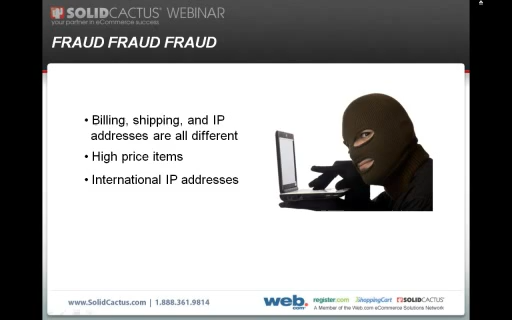 SOLIDCACTUS WEBINAR
your partner in eCommerce success
FRAUD FRAUD FRAUD
• Billing, shipping, and IP
addresses are all different
• High price items
• International IP addresses
www.SolidCactus.com | 1.888.361.9814
web.com register.com ShoppingCart SOLIDCACTUS
A Member of the Web.com eCommerce Solutions Network